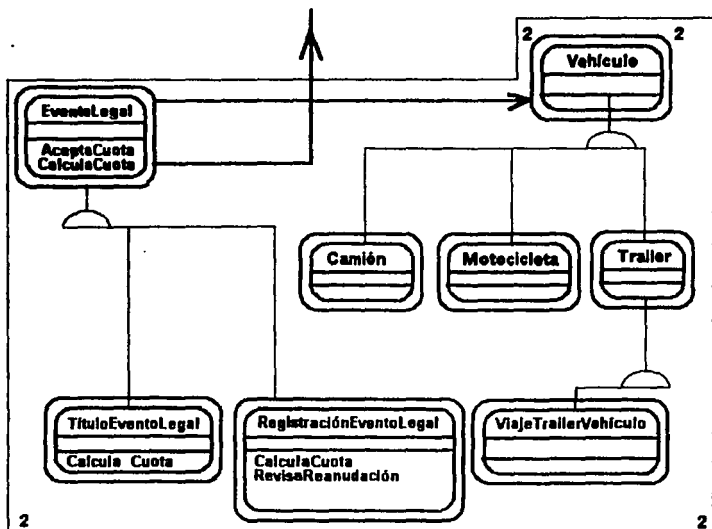 2 2
Vehículo
EventoLegal
AceptaCuota
CalculaCuota
Camión
Motocicleta
Trailer
TítuloEventoLegal
Calcula Cuota
RegistraciónEventoLegal
CalculaCuota
RevisaReanudación
ViajeTrailerVehículo
2 2